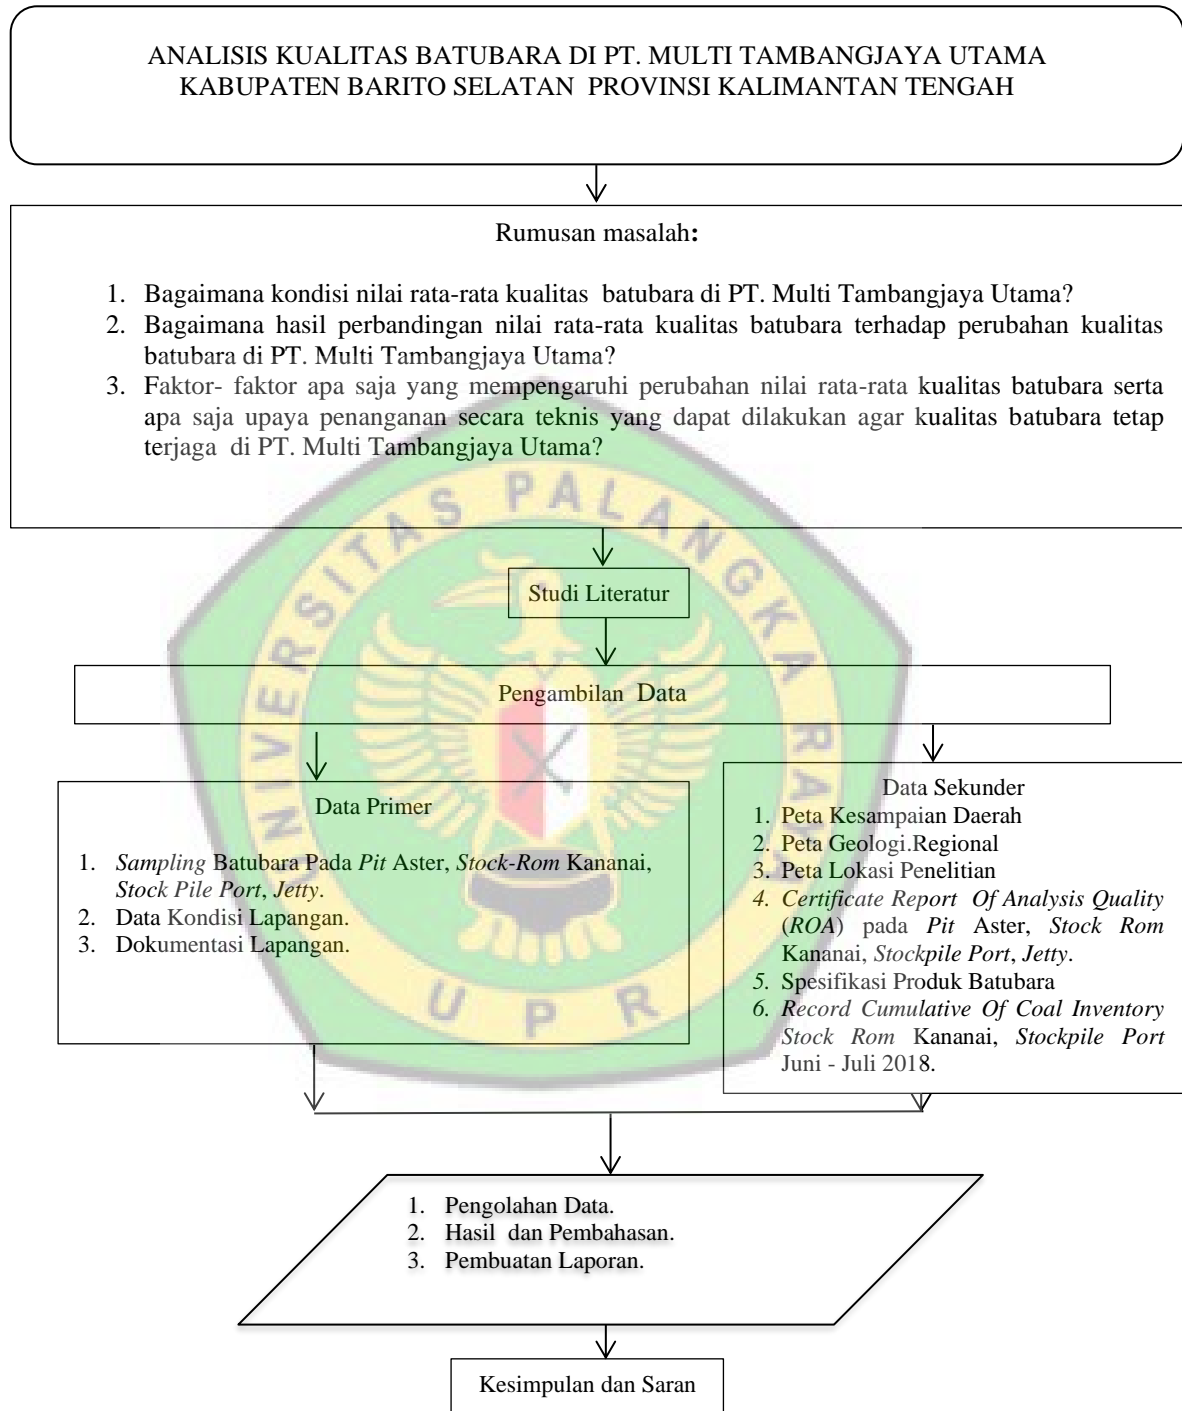 ANALISIS KUALITAS BATUBARA DI PT. MULTI TAMBANGJAYA UTAMA
KABUPATEN BARITO SELATAN PROVINSI KALIMANTAN TENGAH
Rumusan masalah:
1. Bagaimana kondisi nilai rata-rata kualitas batubara di PT. Multi Tambangjaya Utama?
2. Bagaimana hasil perbandingan nilai rata-rata kualitas batubara terhadap perubahan kualitas
batubara di PT. Multi Tambangjaya Utama?
3. Faktor- faktor apa saja yang mempengaruhi perubahan nilai rata-rata kualitas batubara serta
apa saja upaya penanganan secara teknis yang dapat dilakukan agar kualitas batubara tetap
terjaga di PT. Multi Tambangjaya Utama?
UNIVERSITAS PALANGKA RAYA
Studi Literatur
Pengambilan Data
Data Primer
1. Sampling Batubara Pada Pit Aster, Stock-Rom Kananai,
Stock Pile Port, Jetty.
2. Data Kondisi Lapangan.
3. Dokumentasi Lapangan.
Data Sekunder
1. Peta Kesampaian Daerah
2. Peta Geologi.Regional
3. Peta Lokasi Penelitian
4. Certificate Report Of Analysis Quality
(ROA) pada Pit Aster, Stock Rom
Kananai, Stockpile Port, Jetty.
5. Spesifikasi Produk Batubara
6. Record Cumulative Of Coal Inventory
Stock Rom Kananai, Stockpile Port
Juni - Juli 2018.
UPR
1. Pengolahan Data.
2. Hasil dan Pembahasan.
3. Pembuatan Laporan.
Kesimpulan dan Saran